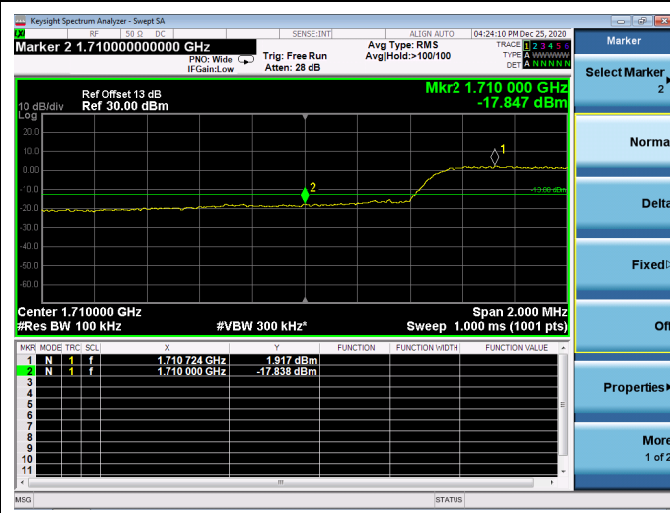 Keysight Spectrum Analyzer - Swept SA
LXI RF 50 Ω DC SENSE:INT ALIGN AUTO 04:24:10 PM Dec 25, 2020
Marker 2 1.710000000000 GHz
PNO: Wide
IFGain:Low
Trig: Free Run
Atten: 28 dB
Avg Type: RMS
Avg|Hold:>100/100
TRACE 1 2 3 4 5 6
TYPE A WWWWW
DET A N N N N N
Ref Offset 13 dB
10 dB/div Ref 30.00 dBm
Mkr2 1.710 000 GHz
-17.847 dBm
Log
20.0
10.0
0.00
-10.0
-20.0
-30.0
-40.0
-50.0
-60.0
1
2
-13.00 dBm
Center 1.710000 GHz Span 2.000 MHz
#Res BW 100 kHz #VBW 300 kHz* Sweep 1.000 ms (1001 pts)
MKR MODE TRC SCL X Y FUNCTION FUNCTION WIDTH FUNCTION VALUE
1 N 1 f 1.710 724 GHz 1.917 dBm
2 N 1 f 1.710 000 GHz -17.838 dBm
3
4
5
6
7
8
9
10
11
MSG STATUS
Marker
Select Marker
2
Norma
Delta
Fixed
Off
Properties
More
1 of 2